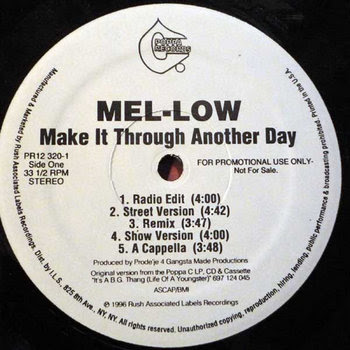 C
POPPA
RECORDS
MEL-LOW
Make It Through Another Day
PR12 320-1
Side One
33 1/2 RPM
STEREO
FOR PROMOTIONAL USE ONLY-
Not For Sale.
1. Radio Edit (4:00)
2. Street Version (4:42)
3. Remix (3:47)
4. Show Version (4:00)
5. A Cappella (3:48)
Produced by Prode'je 4 Gangsta Made Productions
Original version from the Poppa C LP, CD & Cassette
"It's A B.G. Thang (Life Of A Youngster)" 697 124 045
ASCAP/BMI
℗ 1996 Rush Associated Labels Recordings
Manufactured & Marketed by Rush Associated Labels Recordings. Dist. by I.L.S., 825 8th Ave., NY, NY. All Rights Reserved. Unauthorized copying, reproduction, hiring, lending, public performance & broadcasting prohibited. Printed in the U.S.A.